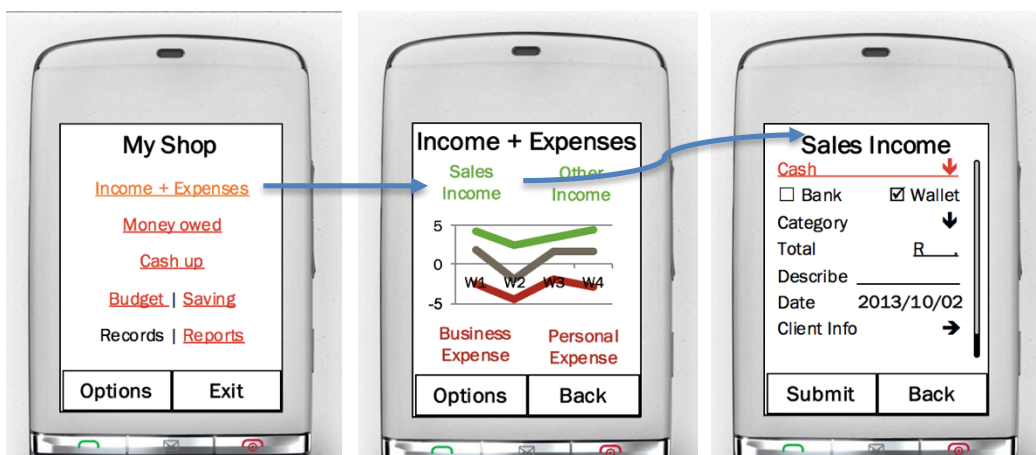 My Shop
Income + Expenses
Money owed
Cash up
Budget | Saving
Records | Reports
Options Exit
Income + Expenses
Sales Income
Other Income
5
0
-5
W1 W2 W3 W4
Business Expense
Personal Expense
Options Back
Sales Income
Cash
Bank Wallet
Category
Total R .
Describe
Date 2013/10/02
Client Info
Submit Back